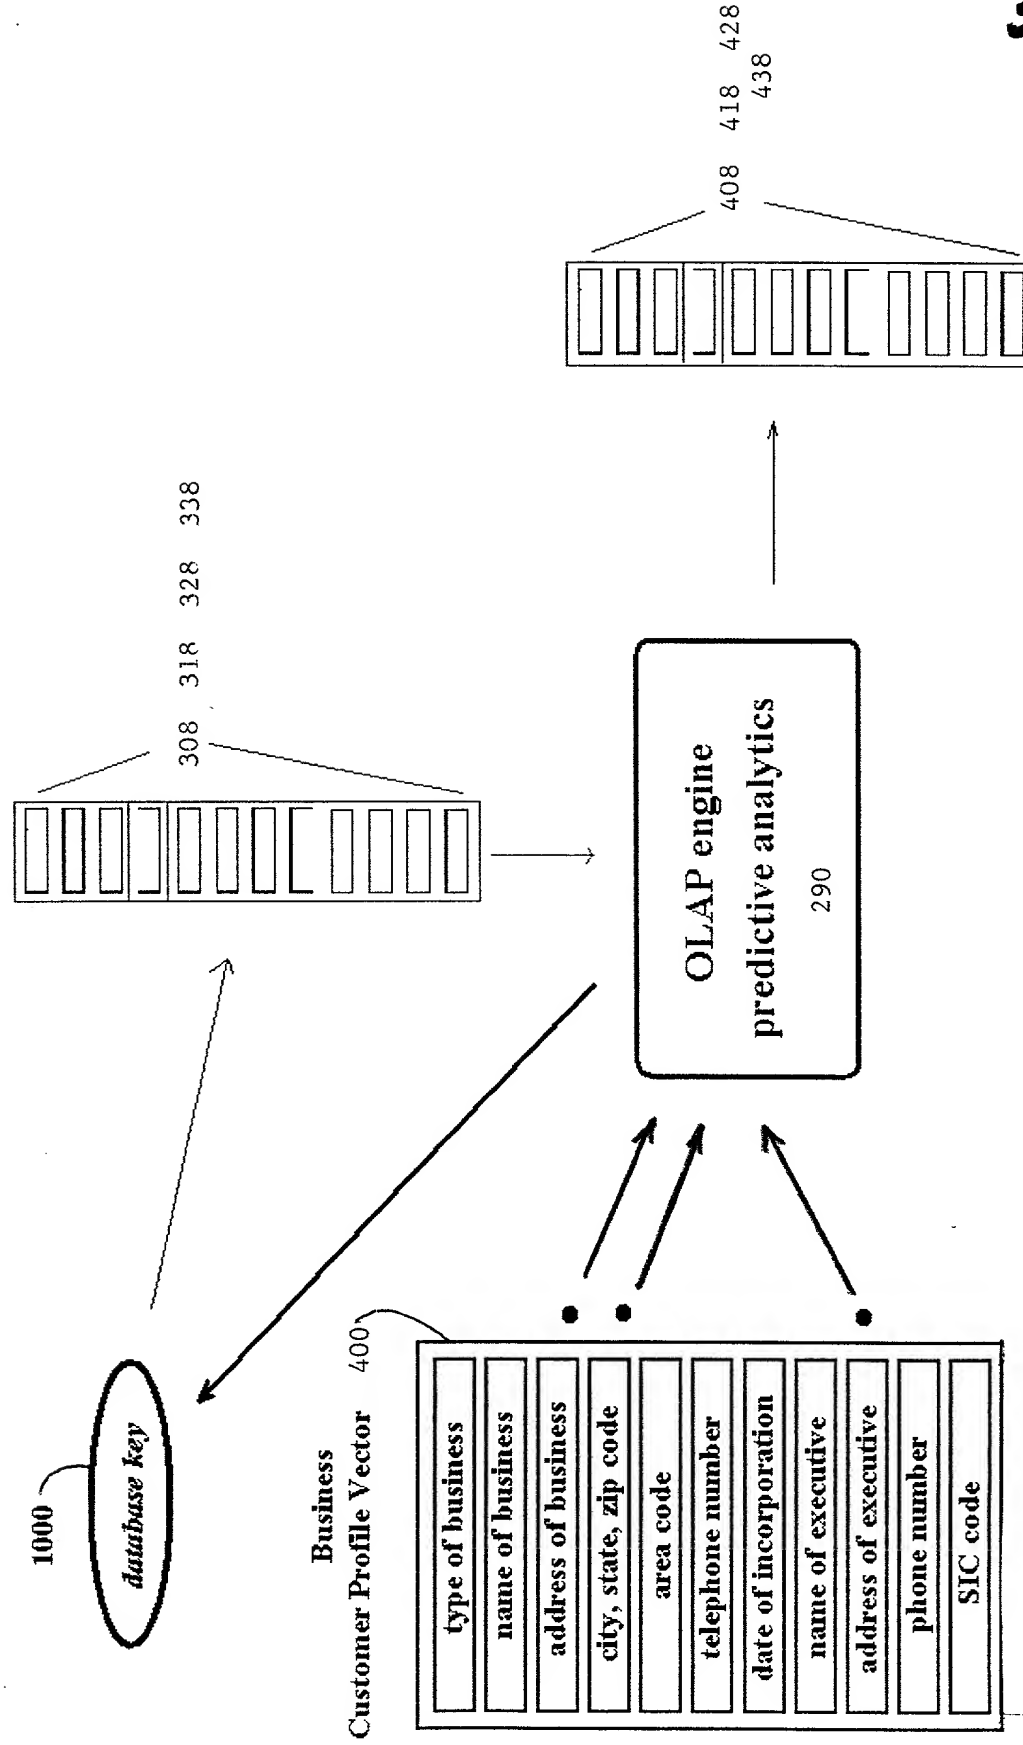 1000
database key
Business
Customer Profile Vector 400
type of business
name of business
address of business
city, state, zip code
area code
telephone number
date of incorporation
name of executive
address of executive
phone number
SIC code
308 318 328 338
OLAP engine
predictive analytics
290
408 418 428
438